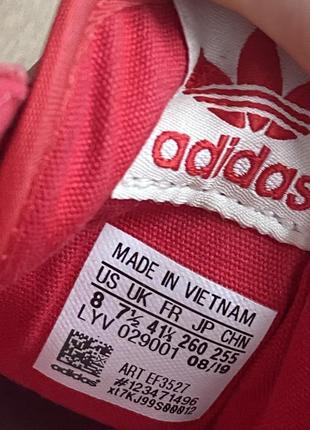 adidas
MADE IN VIETNAM
US UK FR JP CHN
8 7½ 41⅓ 260 255
LYV 029001 08/19
ART EF3527
#123471496
xt7KJ99S00012
adidas